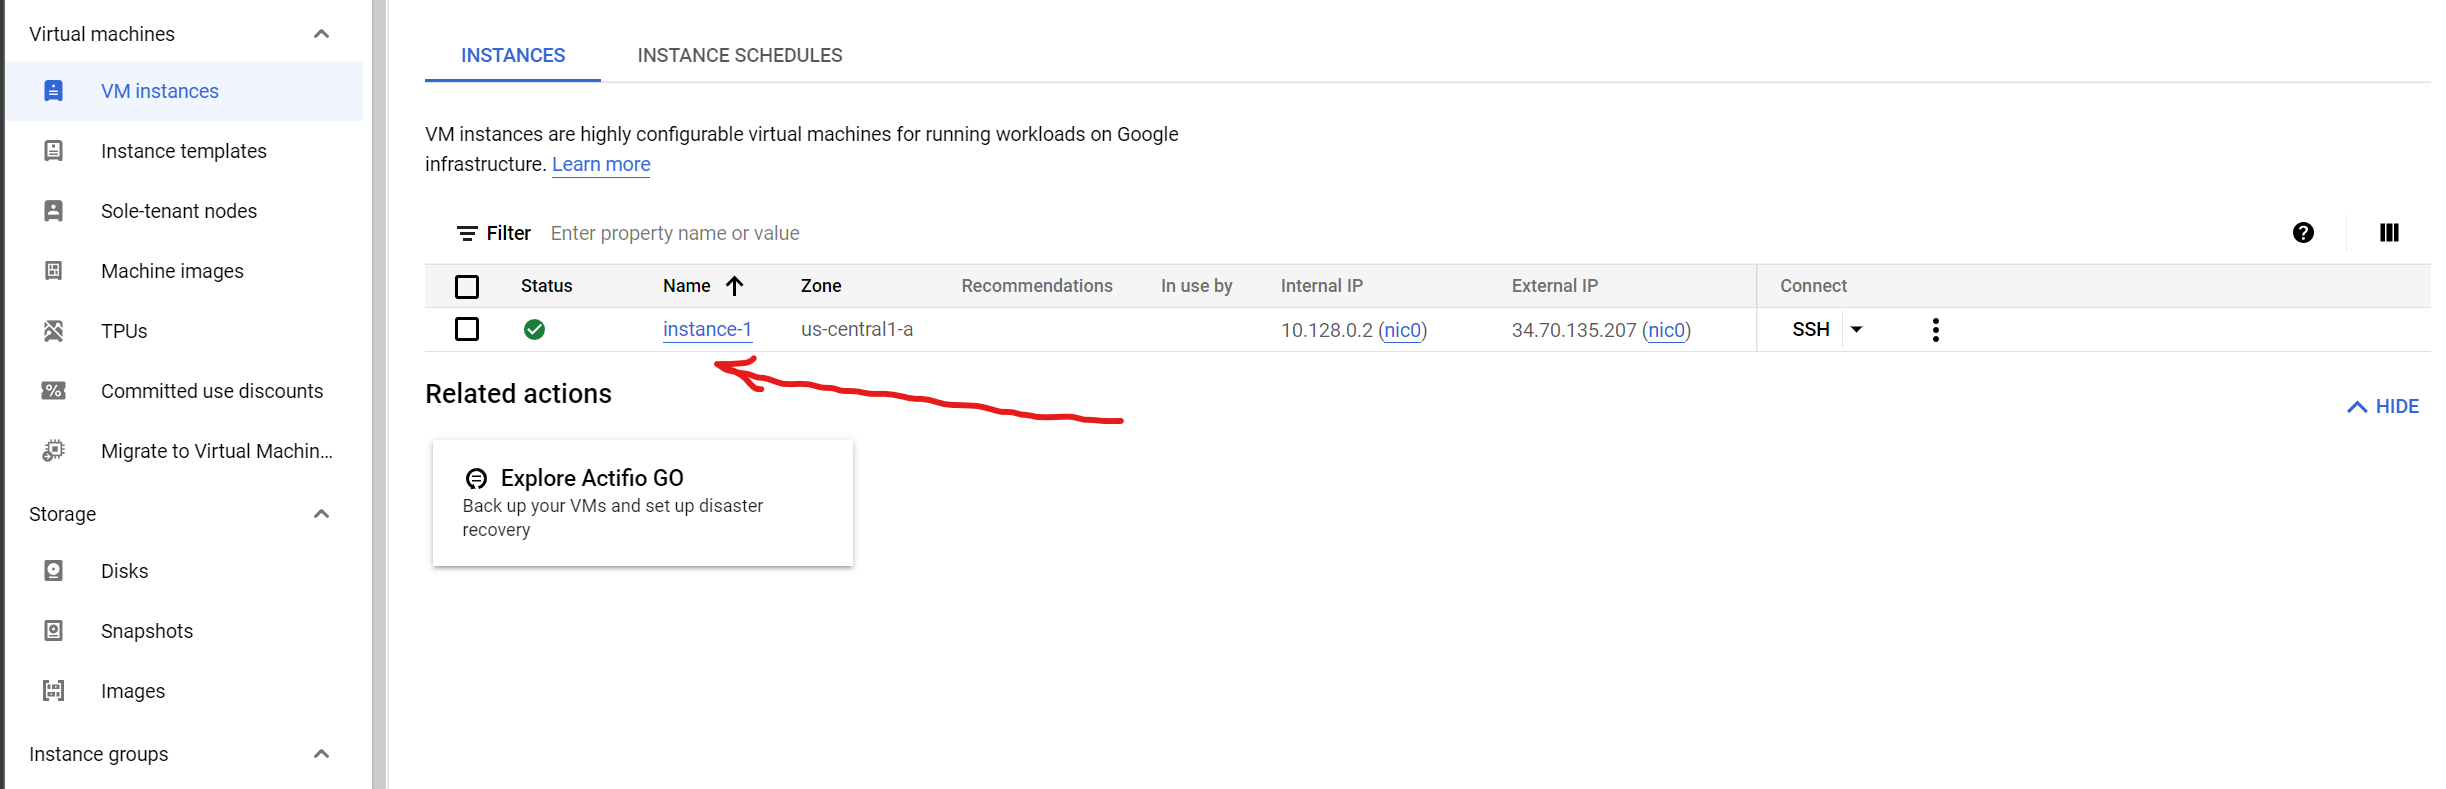 Virtual machines
VM instances
Instance templates
Sole-tenant nodes
Machine images
TPUs
Committed use discounts
Migrate to Virtual Machin...
Storage
Disks
Snapshots
Images
Instance groups
INSTANCES INSTANCE SCHEDULES
VM instances are highly configurable virtual machines for running workloads on Google
infrastructure. Learn more
Filter Enter property name or value
Status Name Zone Recommendations In use by Internal IP External IP Connect
instance-1 us-central1-a 10.128.0.2 (nic0) 34.70.135.207 (nic0) SSH
Related actions
HIDE
Explore Actifio GO
Back up your VMs and set up disaster
recovery